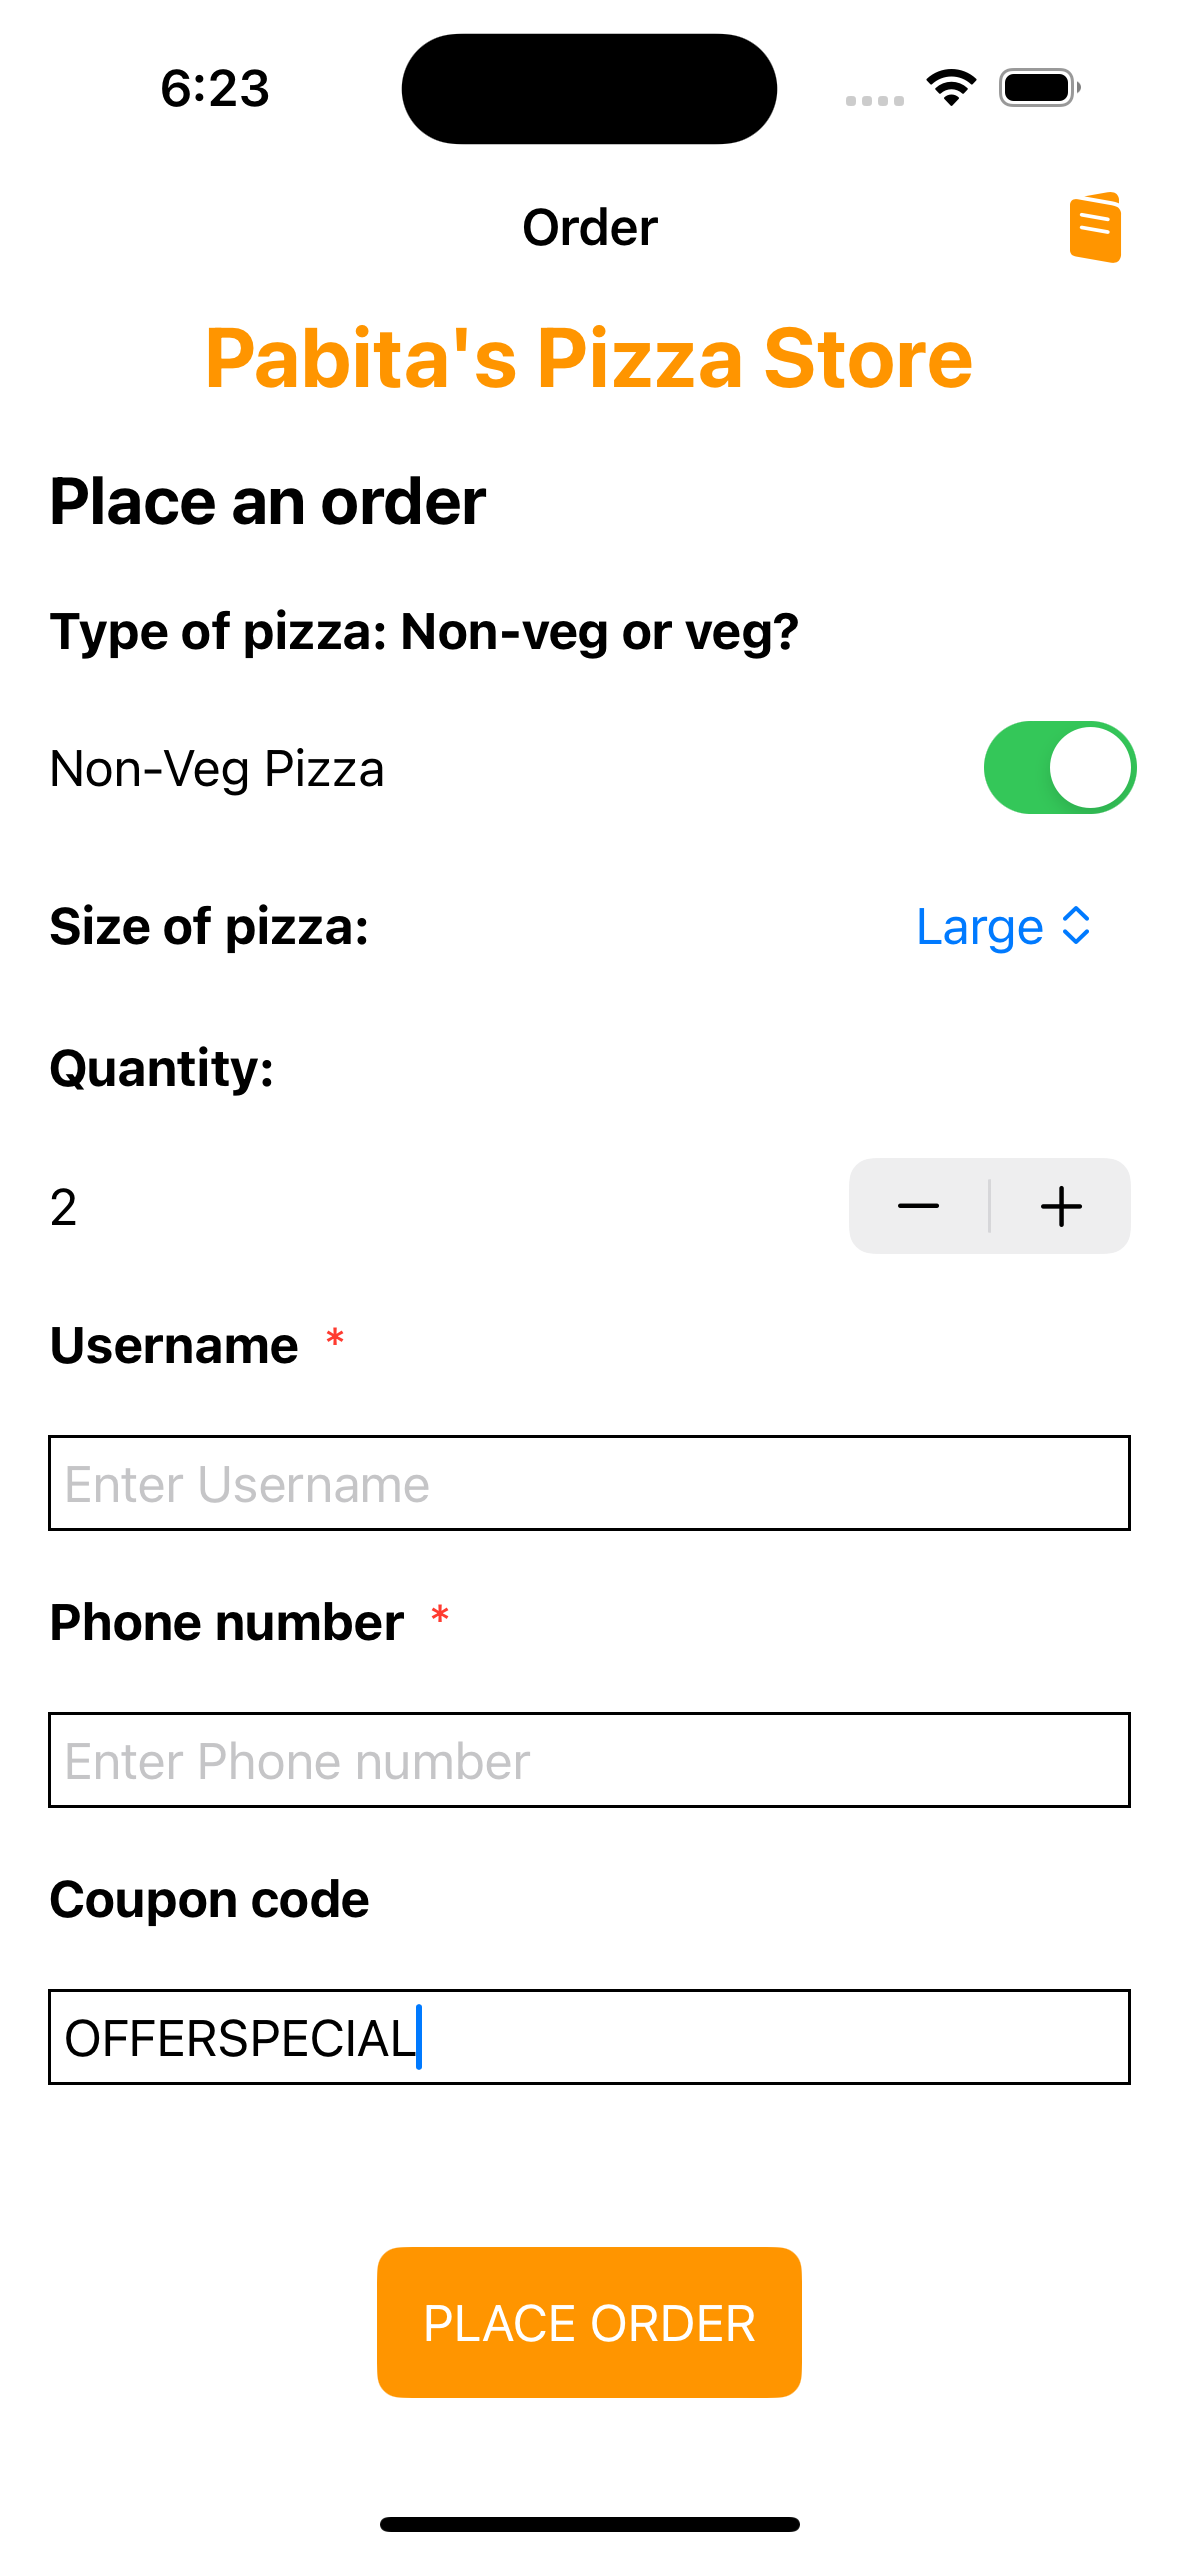 6:23
Order
Pabita's Pizza Store
Place an order
Type of pizza: Non-veg or veg?
Non-Veg Pizza
Size of pizza:
Large
Quantity:
2
Username *
Enter Username
Phone number *
Enter Phone number
Coupon code
OFFERSPECIAL
PLACE ORDER